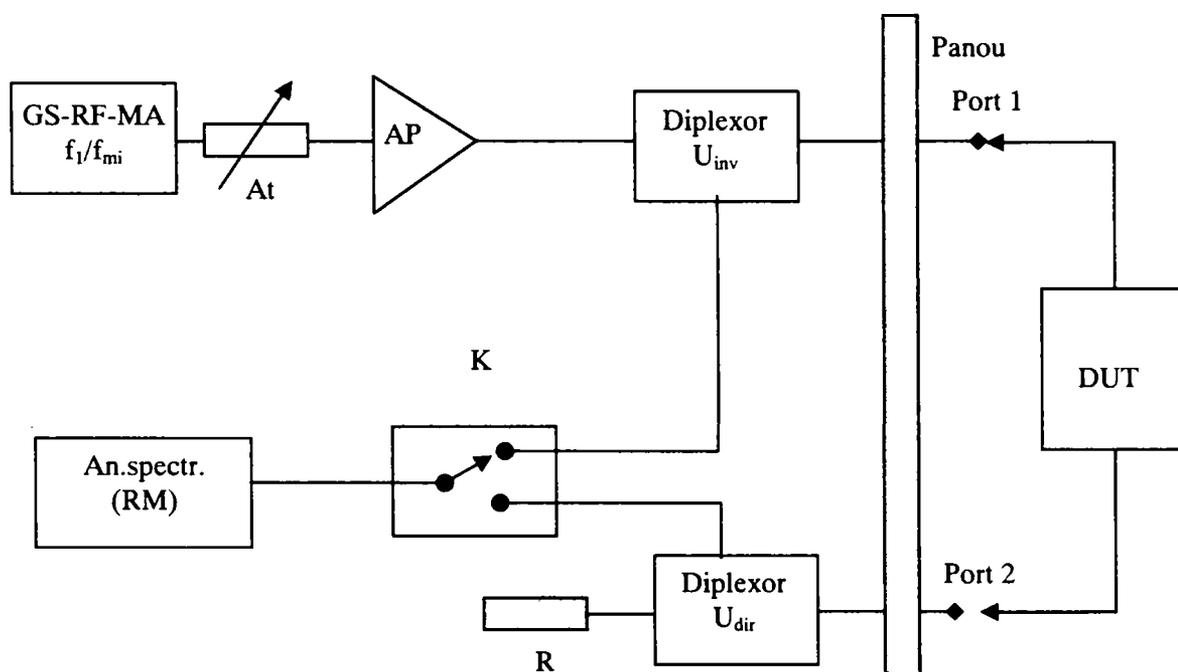 Panou
GS-RF-MA
f₁/fₘᵢ
At
AP
Diplexor
Uᵢₙᵥ
Port 1
K
DUT
An.spectr.
(RM)
Diplexor
U_dir
Port 2
R